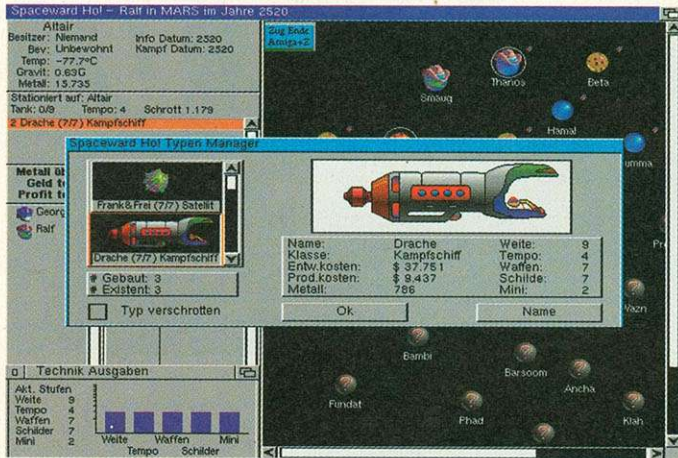 Spaceward Ho! – Ralf in MARS im Jahre 2520
Altair
Besitzer: Niemand Info Datum: 2520
Bev: Unbewohnt Kampf Datum: 2520
Temp: -77.7°C
Gravit: 0.63G
Metall: 15.735
Stationiert auf: Altair
Tank: 0/9 Tempo: 4 Schrott 1.179
2 Drache (7/7) Kampfschiff
Metall üb
Geld t
Profit t
Georg
Ralf
Zug Ende
Amiga+Z
Smaug
Thanos
Beta
Hamal
umma
Spaceward Ho! Typen Manager
Frank&Frei (7/7) Satellit
Drache (7/7) Kampfschiff
Gebaut: 3
Existent: 3
Typ verschrotten
Name: Drache Weite: 9
Klasse: Kampfschiff Tempo: 4
Entw.kosten: $ 37.751 Waffen: 7
Prod.kosten: $ 9.437 Schilde: 7
Metall: 786 Mini: 2
Ok
Name
Pr
Vazn
Bambi
Barsoom
Ancha
Fundat
Phad
Klah
Technik Ausgaben
Akt. Stufen
Weite 9
Tempo 4
Waffen 7
Schilder 7
Mini 2
Weite Waffen Mini
Tempo Schilder